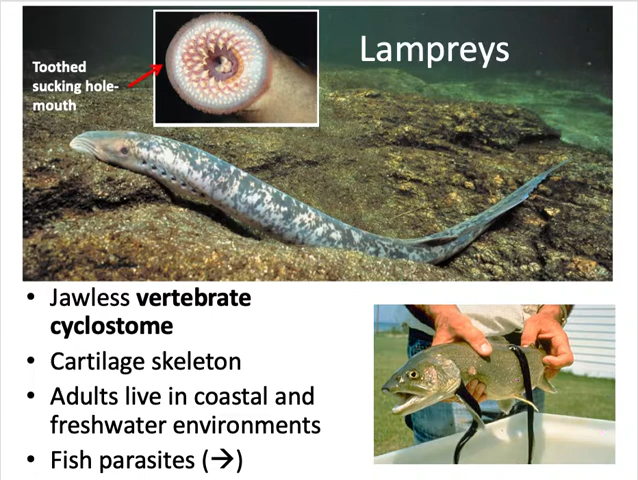 Lampreys
Toothed
sucking hole-
mouth
• Jawless vertebrate
cyclostome
• Cartilage skeleton
• Adults live in coastal and
freshwater environments
• Fish parasites (→)